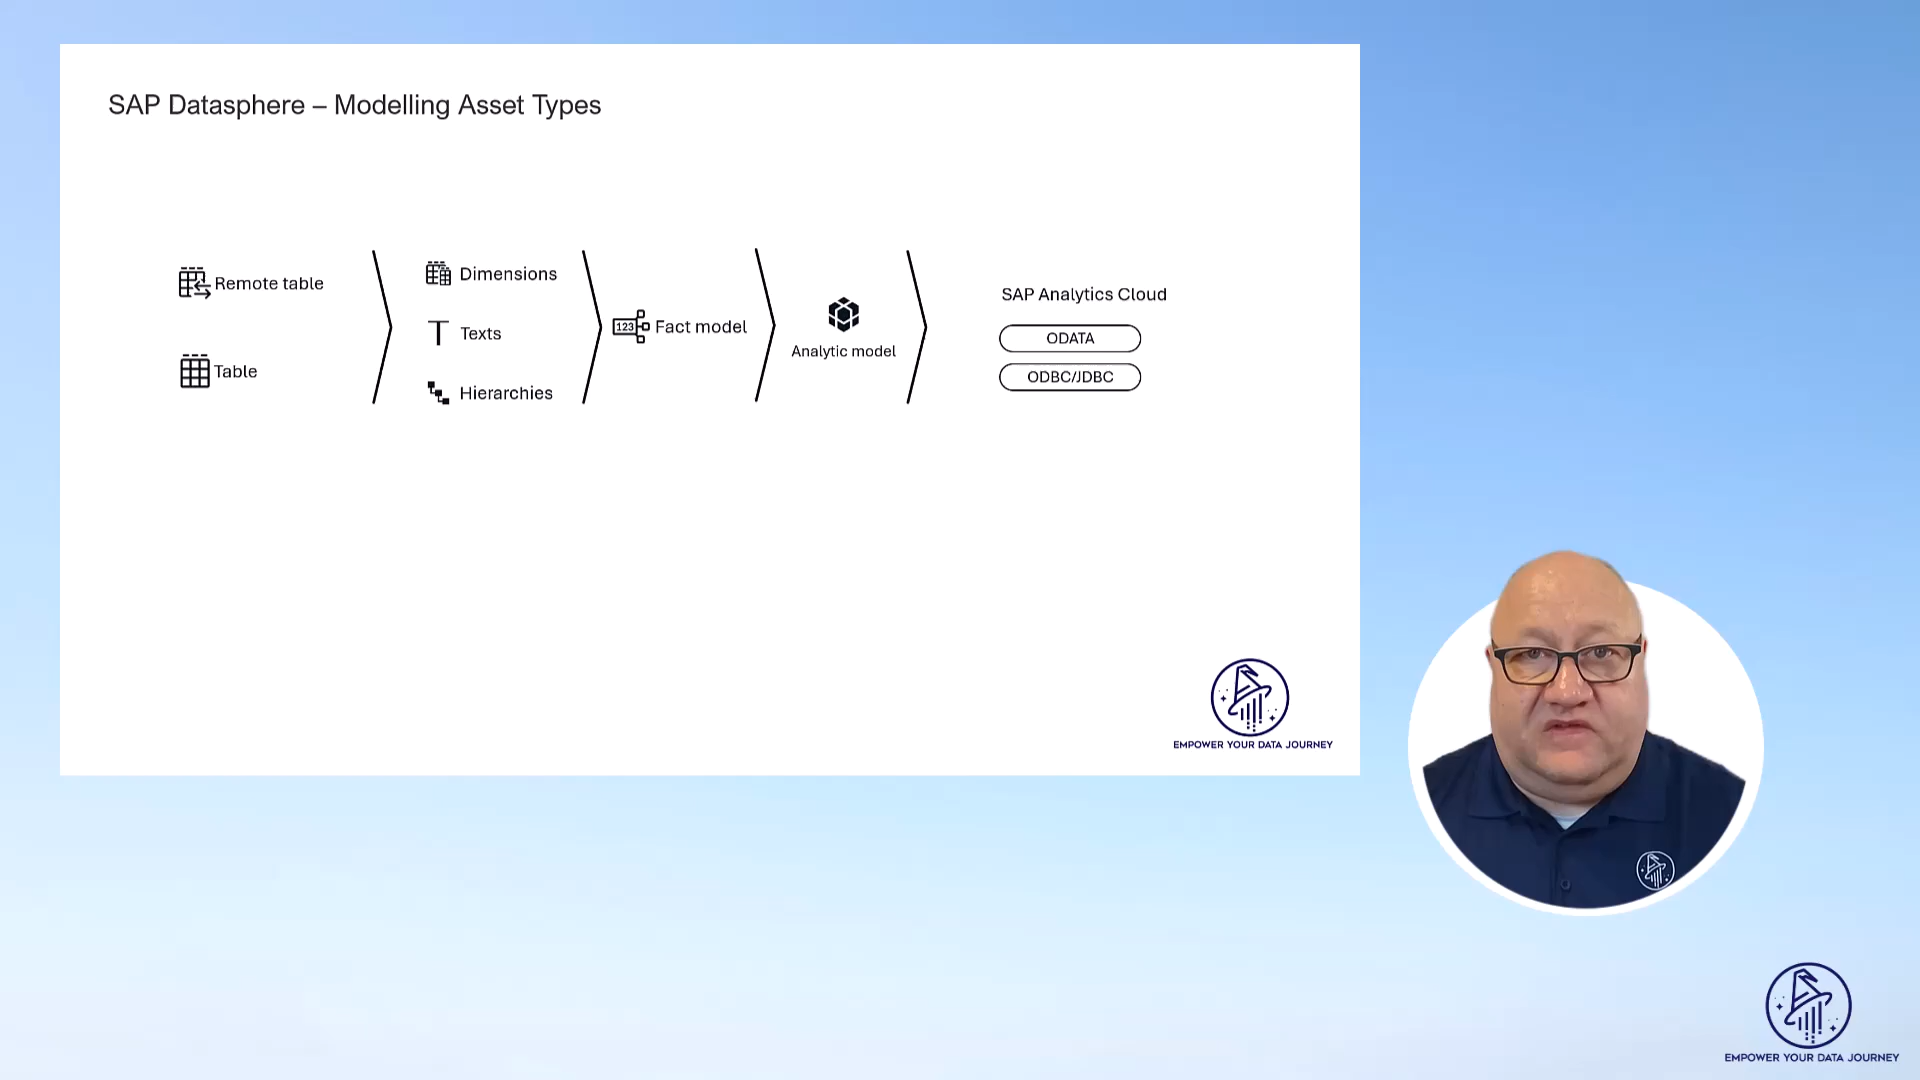 SAP Datasphere – Modelling Asset Types
Remote table
Table
Dimensions
Texts
Hierarchies
123
Fact model
Analytic model
SAP Analytics Cloud
ODATA
ODBC/JDBC
EMPOWER YOUR DATA JOURNEY
EMPOWER YOUR DATA JOURNEY